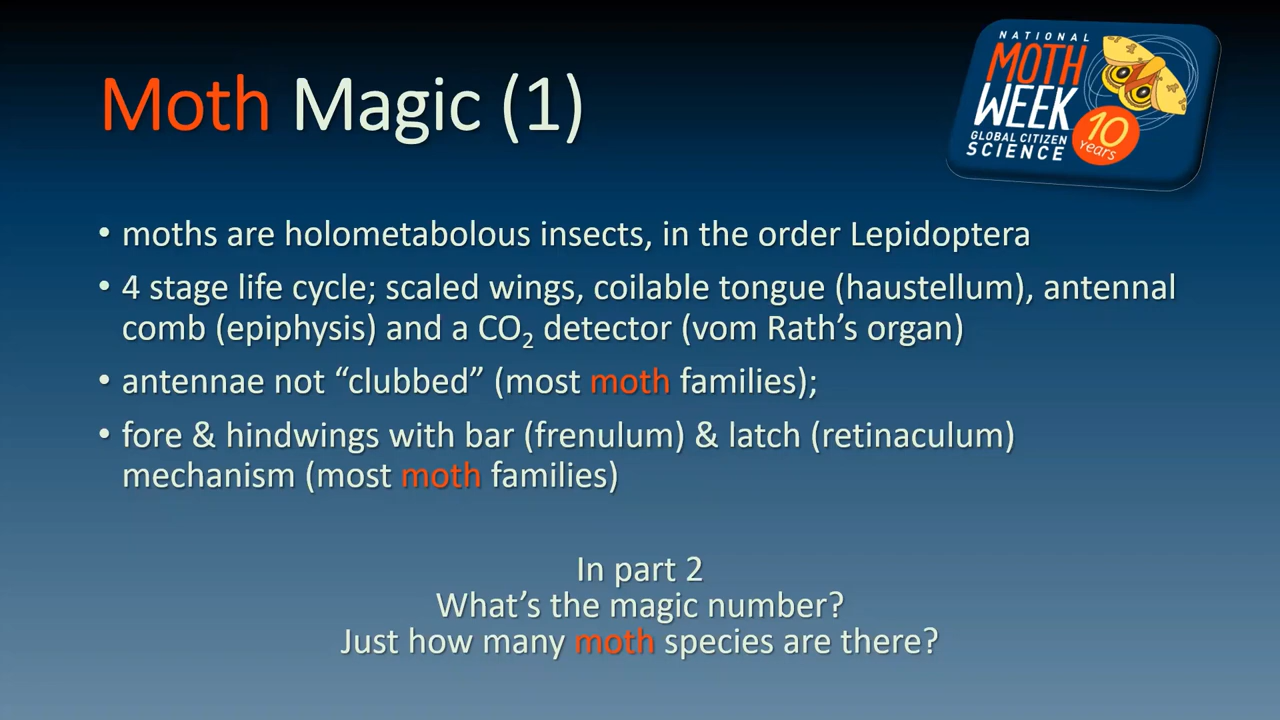 Moth Magic (1)
NATIONAL
MOTH
WEEK
GLOBAL CITIZEN
SCIENCE
10
years
• moths are holometabolous insects, in the order Lepidoptera
• 4 stage life cycle; scaled wings, coilable tongue (haustellum), antennal
comb (epiphysis) and a CO₂ detector (vom Rath’s organ)
• antennae not “clubbed” (most moth families);
• fore & hindwings with bar (frenulum) & latch (retinaculum)
mechanism (most moth families)
In part 2
What’s the magic number?
Just how many moth species are there?